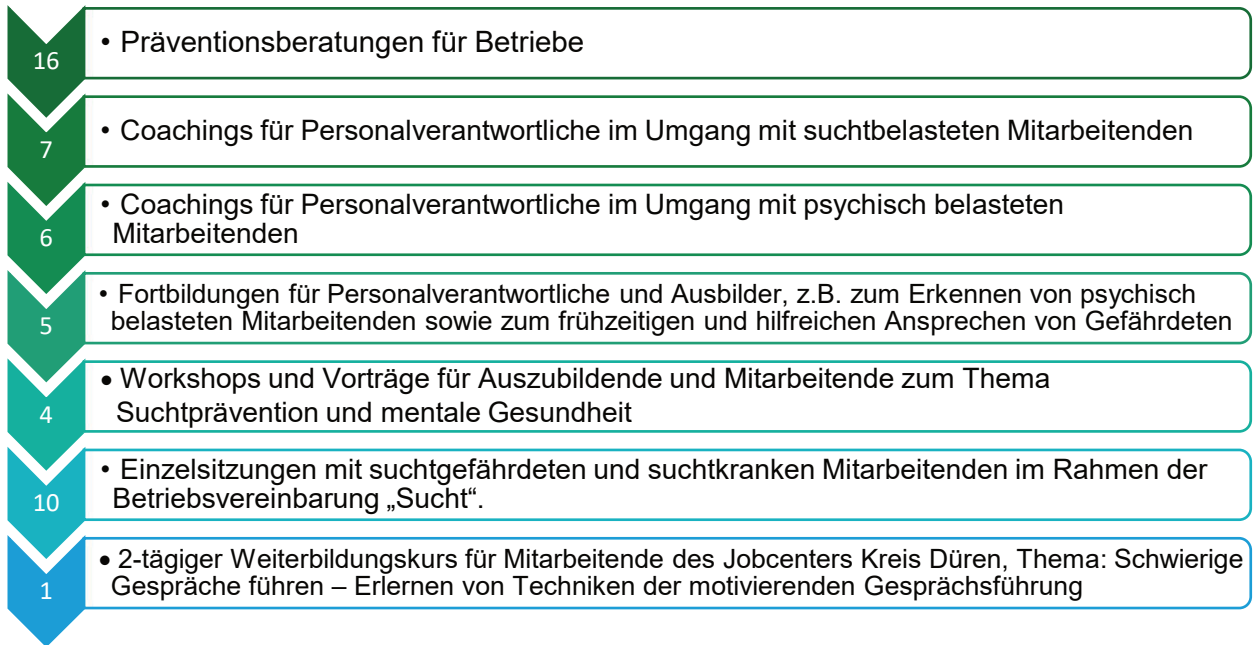 16
• Präventionsberatungen für Betriebe
7
• Coachings für Personalverantwortliche im Umgang mit suchtbelasteten Mitarbeitenden
6
• Coachings für Personalverantwortliche im Umgang mit psychisch belasteten
Mitarbeitenden
5
• Fortbildungen für Personalverantwortliche und Ausbilder, z.B. zum Erkennen von psychisch
belasteten Mitarbeitenden sowie zum frühzeitigen und hilfreichen Ansprechen von Gefährdeten
4
• Workshops und Vorträge für Auszubildende und Mitarbeitende zum Thema
Suchtprävention und mentale Gesundheit
10
• Einzelsitzungen mit suchtgefährdeten und suchtkranken Mitarbeitenden im Rahmen der
Betriebsvereinbarung „Sucht“.
1
• 2-tägiger Weiterbildungskurs für Mitarbeitende des Jobcenters Kreis Düren, Thema: Schwierige
Gespräche führen – Erlernen von Techniken der motivierenden Gesprächsführung